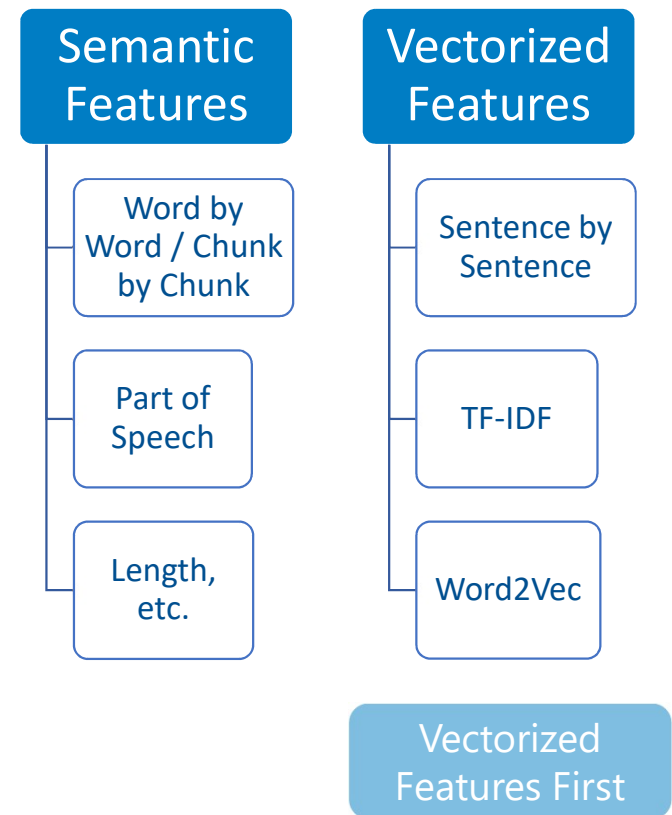 Semantic
Features
Word by
Word / Chunk
by Chunk
Part of
Speech
Length,
etc.
Vectorized
Features
Sentence by
Sentence
TF-IDF
Word2Vec
Vectorized
Features First